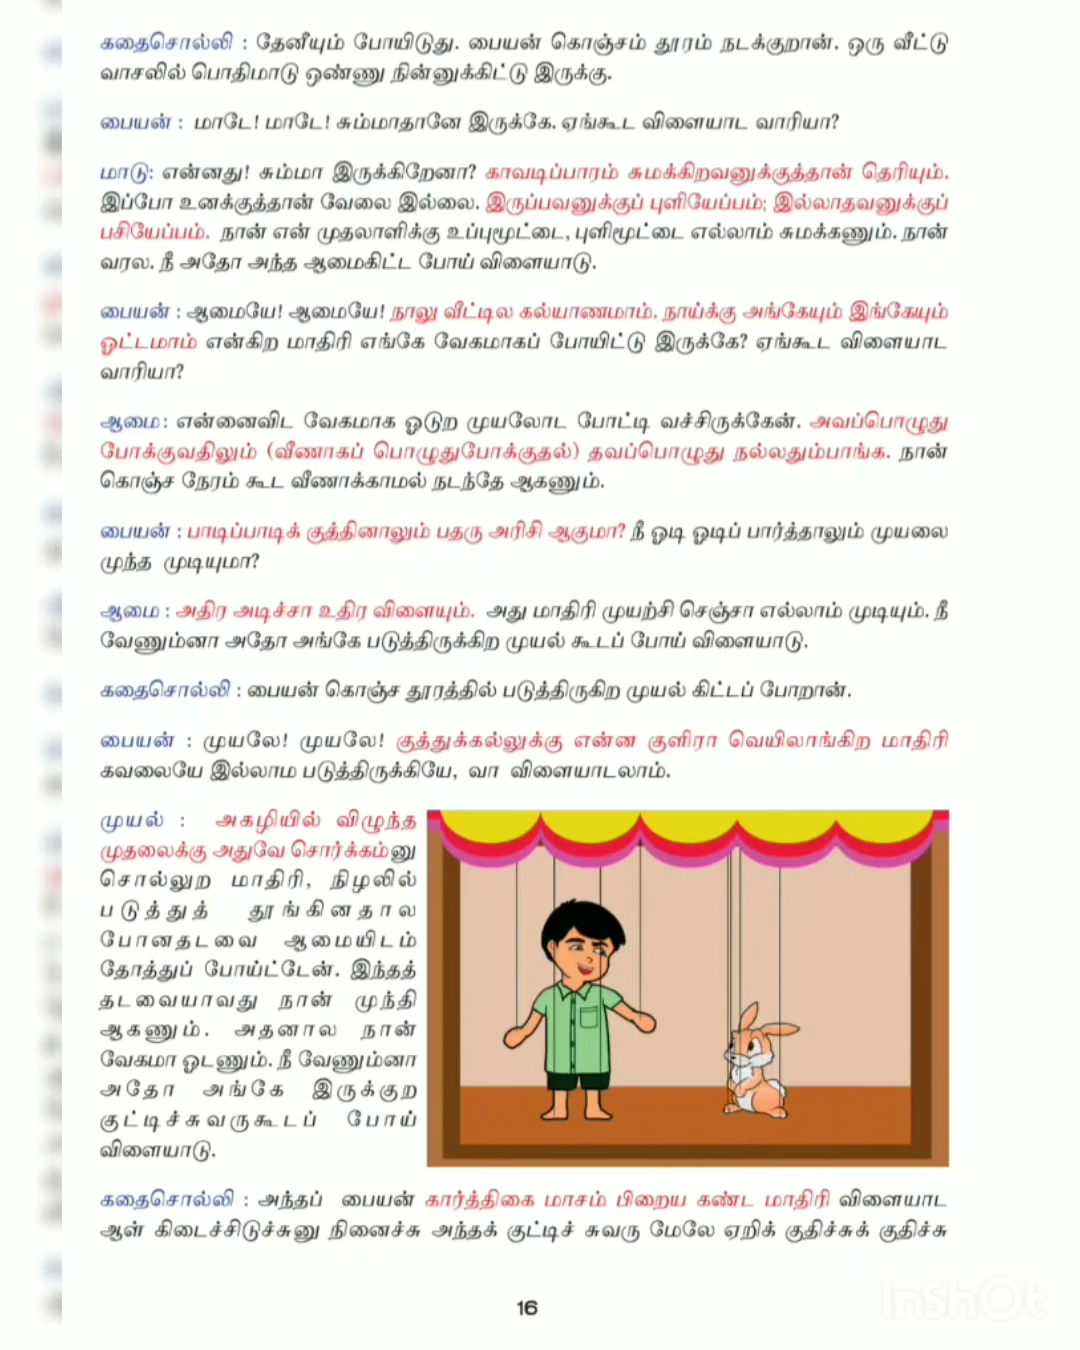 கதைசொல்லி : தேனீயும் போயிடுது. பையன் கொஞ்சம் தூரம் நடக்குறான். ஒரு வீட்டு
வாசலில் பொதிமாடு ஒண்ணு நின்னுக்கிட்டு இருக்கு.
பையன் : மாடே! மாடே! சும்மாதானே இருக்கே. ஏங்கூட விளையாட வாரியா?
மாடு: என்னது! சும்மா இருக்கிறேனா? காவடிப்பாரம் சுமக்கிறவனுக்குத்தான் தெரியும்.
இப்போ உனக்குத்தான் வேலை இல்லை. இருப்பவனுக்குப் புளியேப்பம்; இல்லாதவனுக்குப்
பசியேப்பம். நான் என் முதலாளிக்கு உப்புமூட்டை, புளிமூட்டை எல்லாம் சுமக்கணும். நான்
வரல. நீ அதோ அந்த ஆமைகிட்ட போய் விளையாடு.
பையன் : ஆமையே! ஆமையே! நாலு வீட்டில கல்யாணமாம். நாய்க்கு அங்கேயும் இங்கேயும்
ஓட்டமாம் என்கிற மாதிரி எங்கே வேகமாகப் போயிட்டு இருக்கே? ஏங்கூட விளையாட
வாரியா?
ஆமை: என்னைவிட வேகமாக ஓடுற முயலோட போட்டி வச்சிருக்கேன். அவப்பொழுது
போக்குவதிலும் (வீணாகப் பொழுதுபோக்குதல்) தவப்பொழுது நல்லதும்பாங்க. நான்
கொஞ்ச நேரம் கூட வீணாக்காமல் நடந்தே ஆகணும்.
பையன் : பாடிப்பாடிக் குத்தினாலும் பதரு அரிசி ஆகுமா? நீ ஓடி ஓடிப் பார்த்தாலும் முயலை
முந்த முடியுமா?
ஆமை : அதிர அடிச்சா உதிர விளையும். அது மாதிரி முயற்சி செஞ்சா எல்லாம் முடியும். நீ
வேணும்னா அதோ அங்கே படுத்திருக்கிற முயல் கூடப் போய் விளையாடு.
கதைசொல்லி : பையன் கொஞ்ச தூரத்தில் படுத்திருகிற முயல் கிட்டப் போறான்.
பையன் : முயலே! முயலே! குத்துக்கல்லுக்கு என்ன குளிரா வெயிலாங்கிற மாதிரி
கவலையே இல்லாம படுத்திருக்கியே, வா விளையாடலாம்.
முயல் : அகழியில் விழுந்த
முதலைக்கு அதுவே சொர்க்கம்னு
சொல்லுற மாதிரி, நிழலில்
படுத்துத் தூங்கினதால
போனதடவை ஆமையிடம்
தோத்துப் போய்ட்டேன். இந்தத்
தடவையாவது நான் முந்தி
ஆகணும். அதனால நான்
வேகமா ஓடணும். நீ வேணும்னா
அதோ அங்கே இருக்குற
குட்டிச்சுவருகூடப் போய்
விளையாடு.
கதைசொல்லி : அந்தப் பையன் கார்த்திகை மாசம் பிறைய கண்ட மாதிரி விளையாட
ஆள் கிடைச்சிடுச்சுனு நினைச்சு அந்தக் குட்டிச் சுவரு மேலே ஏறிக் குதிச்சுக் குதிச்சு
16
InShOt